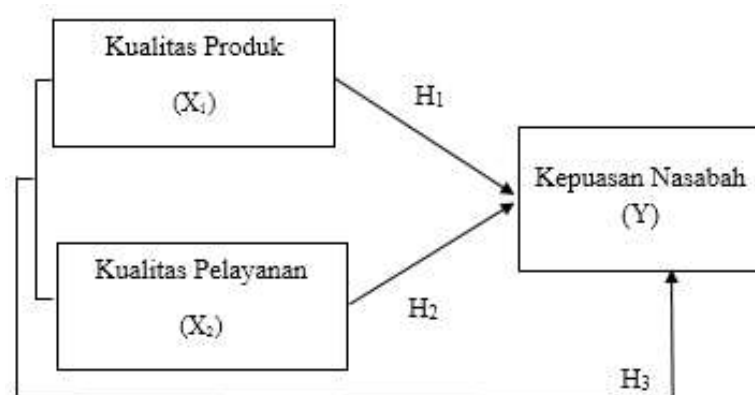 Kualitas Produk
(X₁)
H₁
Kepuasan Nasabah
(Y)
Kualitas Pelayanan
(X₂)
H₂
H₃